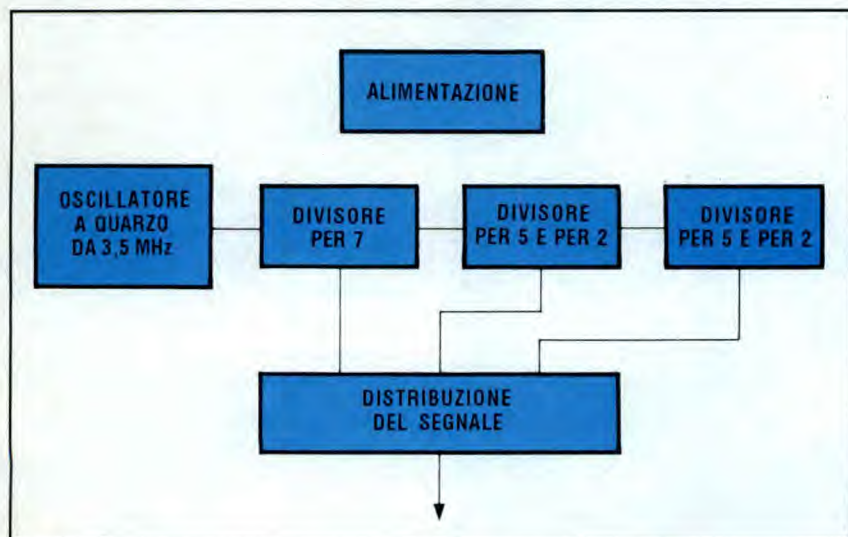 ALIMENTAZIONE
OSCILLATORE
A QUARZO
DA 3,5 MHz
DIVISORE
PER 7
DIVISORE
PER 5 E PER 2
DIVISORE
PER 5 E PER 2
DISTRIBUZIONE
DEL SEGNALE